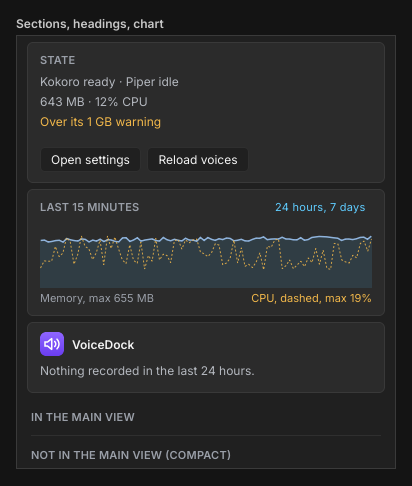 Sections, headings, chart
STATE
Kokoro ready · Piper idle
643 MB · 12% CPU
Over its 1 GB warning
Open settings
Reload voices
LAST 15 MINUTES
24 hours, 7 days
Memory, max 655 MB
CPU, dashed, max 19%
VoiceDock
Nothing recorded in the last 24 hours.
IN THE MAIN VIEW
NOT IN THE MAIN VIEW (COMPACT)